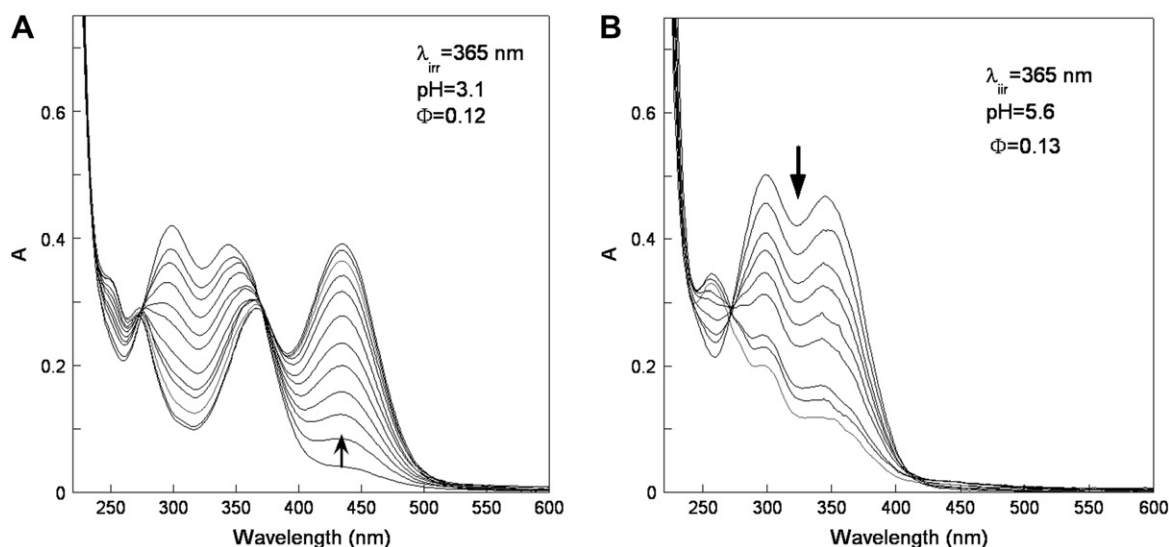 A
λirr=365 nm
pH=3.1
Φ=0.12
A
0.6
0.4
0.2
0
250 300 350 400 450 500 550 600
Wavelength (nm)
B
λiir=365 nm
pH=5.6
Φ=0.13
A
0.6
0.4
0.2
0
250 300 350 400 450 500 550 600
Wavelength (nm)